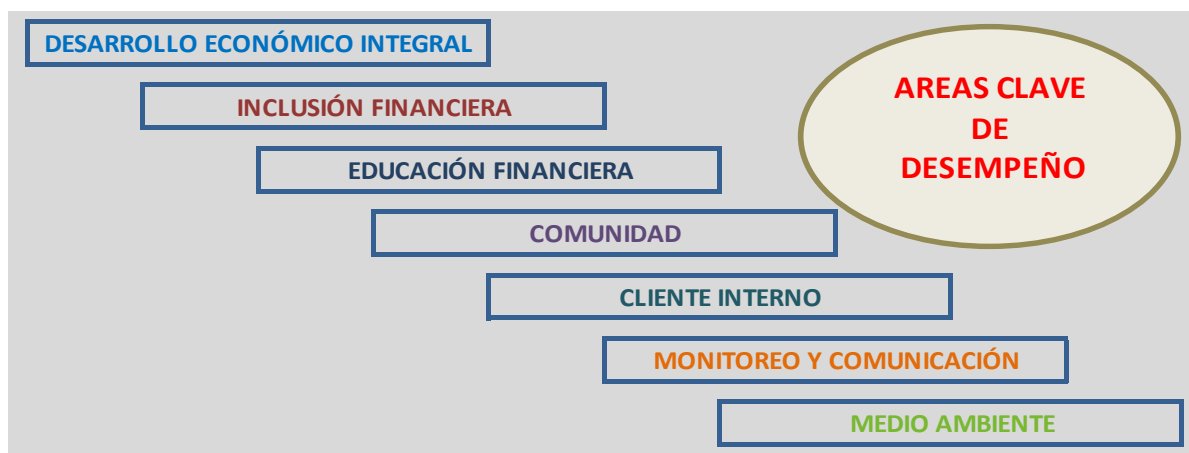 DESARROLLO ECONÓMICO INTEGRAL
INCLUSIÓN FINANCIERA
EDUCACIÓN FINANCIERA
COMUNIDAD
CLIENTE INTERNO
MONITOREO Y COMUNICACIÓN
MEDIO AMBIENTE
AREAS CLAVE
DE
DESEMPEÑO